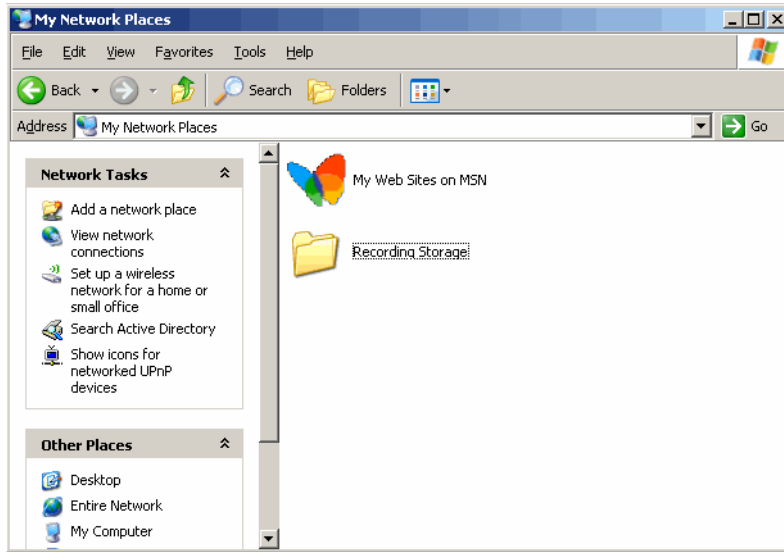 My Network Places
File Edit View Favorites Tools Help
Back Search Folders
Address My Network Places Go
Network Tasks
Add a network place
View network
connections
Set up a wireless
network for a home or
small office
Search Active Directory
Show icons for
networked UPnP
devices
Other Places
Desktop
Entire Network
My Computer
My Web Sites on MSN
Recording Storage